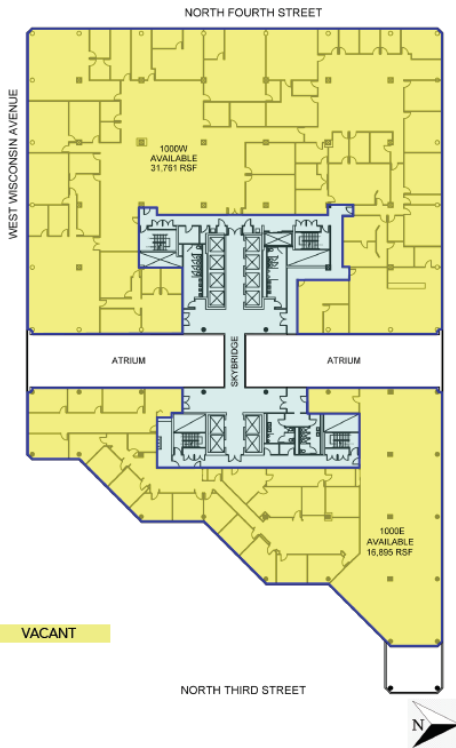 NORTH FOURTH STREET
WEST WISCONSIN AVENUE
1000W
AVAILABLE
31,761 RSF
ATRIUM
SKYBRIDGE
ATRIUM
1000E
AVAILABLE
16,895 RSF
VACANT
NORTH THIRD STREET
N